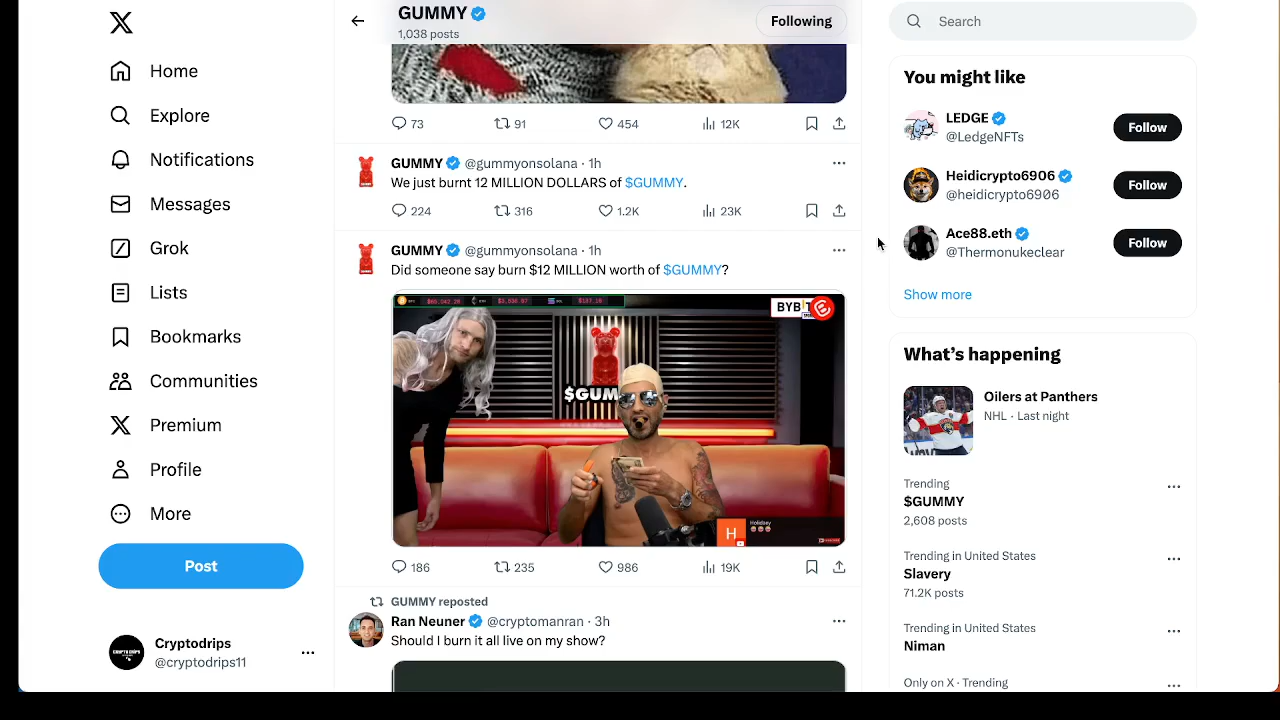 Home
Explore
Notifications
Messages
Grok
Lists
Bookmarks
Communities
Premium
Profile
More
Post
Cryptodrips
@cryptodrips11
GUMMY
1,038 posts
Following
73 91 454 12K
GUMMY @gummyonsolana · 1h
We just burnt 12 MILLION DOLLARS of $GUMMY.
224 316 1.2K 23K
GUMMY @gummyonsolana · 1h
Did someone say burn $12 MILLION worth of $GUMMY?
BYBIT
$GUM
H
Holidaey
186 235 986 19K
GUMMY reposted
Ran Neuner @cryptomanran · 3h
Should I burn it all live on my show?
Search
You might like
LEDGE
@LedgeNFTs
Follow
Heidicrypto6906
@heidicrypto6906
Follow
Ace88.eth
@Thermonukeclear
Follow
Show more
What’s happening
Oilers at Panthers
NHL · Last night
Trending
$GUMMY
2,608 posts
Trending in United States
Slavery
71.2K posts
Trending in United States
Niman
Only on X · Trending